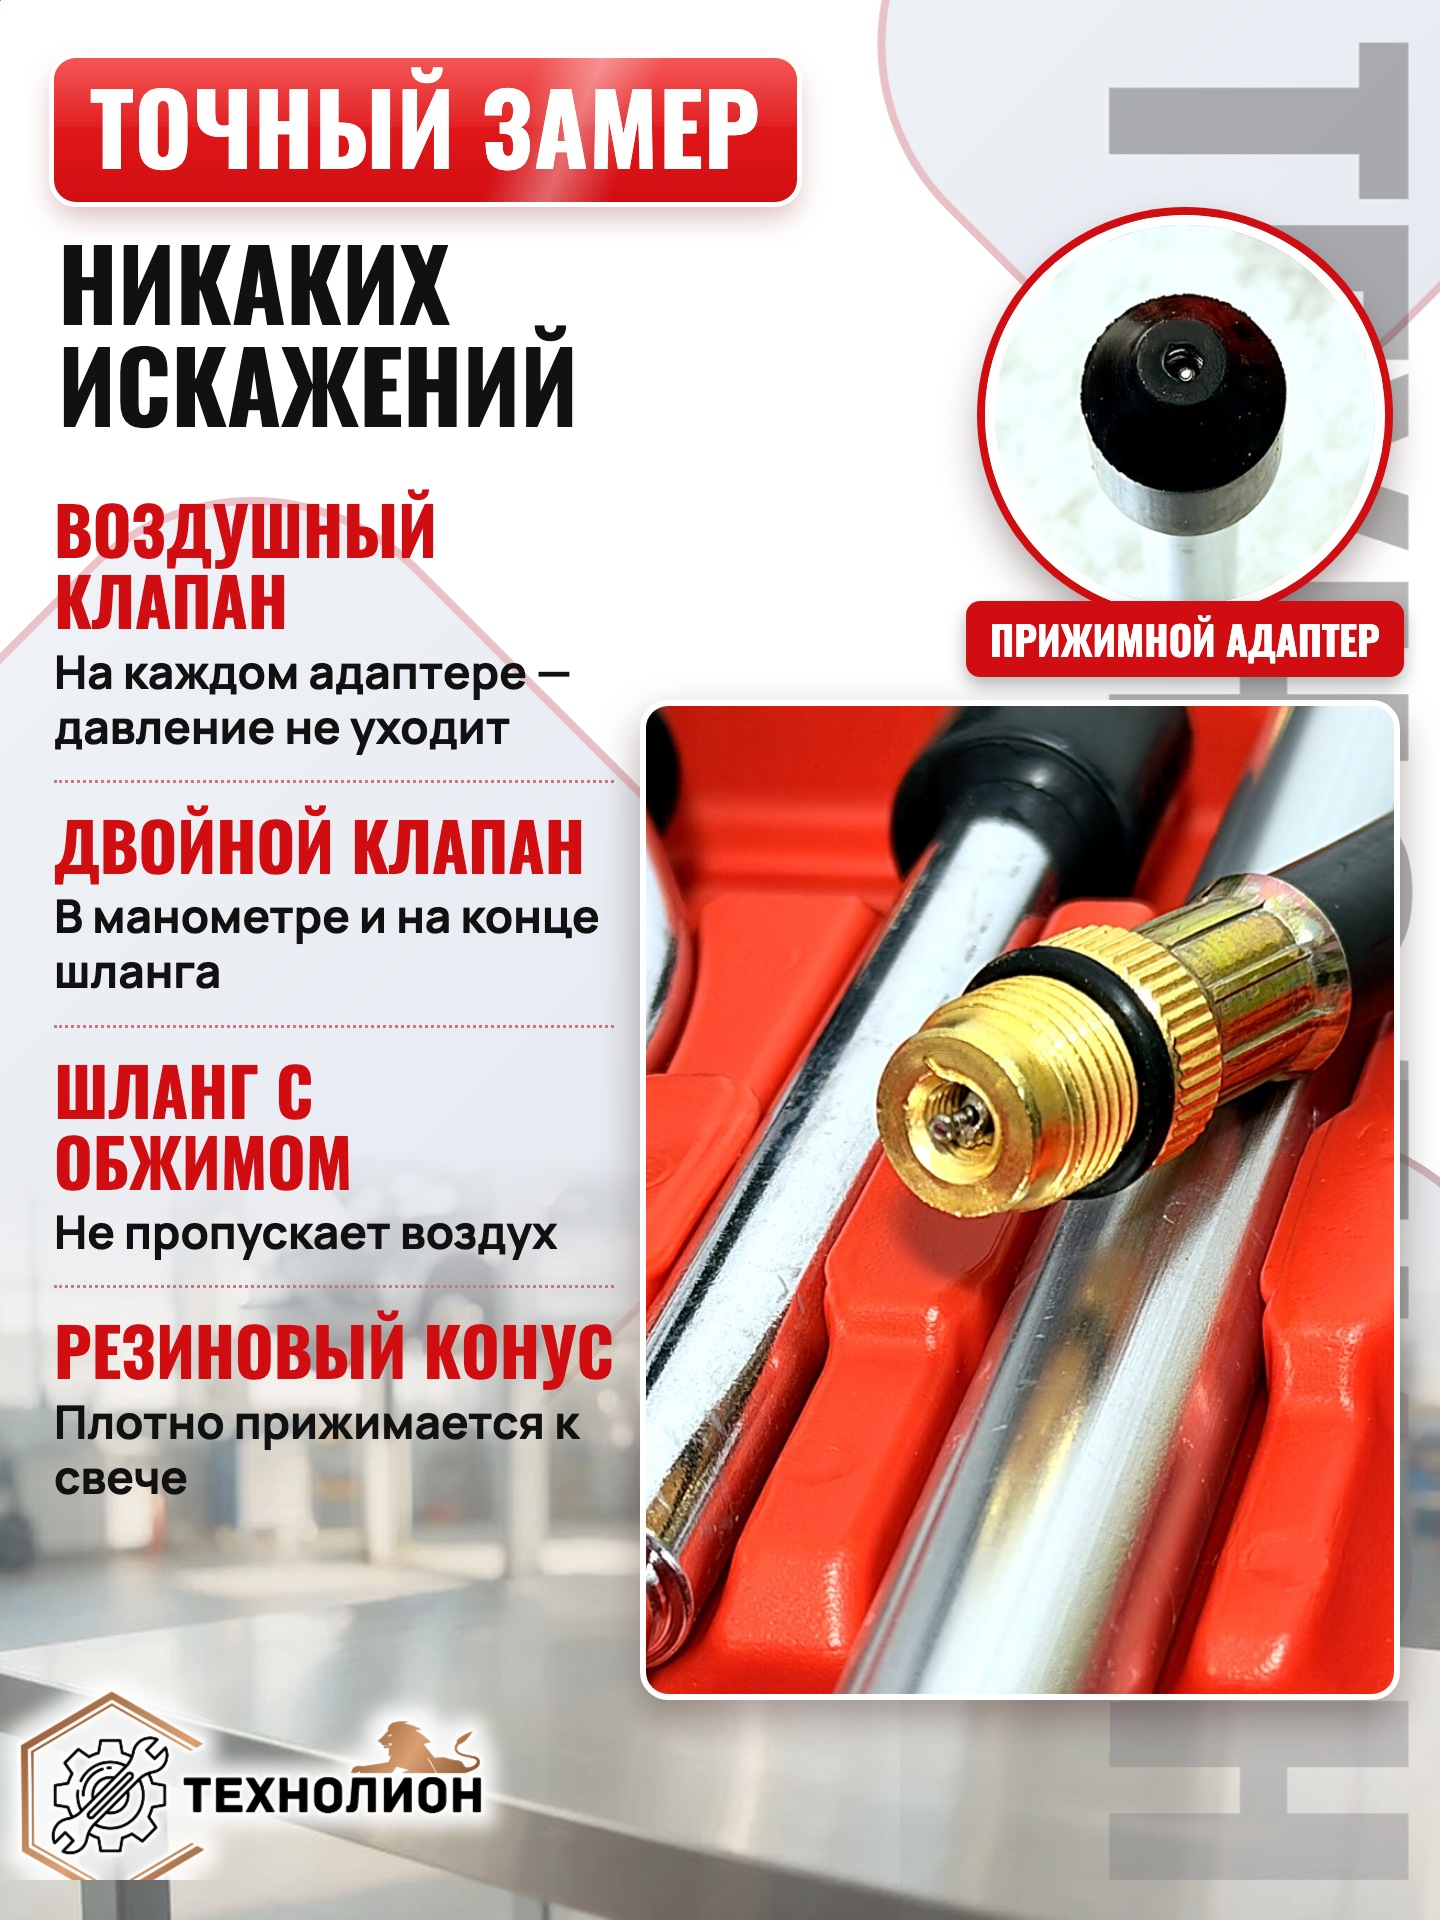 ТОЧНЫЙ ЗАМЕР
НИКАКИХ
ИСКАЖЕНИЙ
ВОЗДУШНЫЙ
КЛАПАН
На каждом адаптере —
давление не уходит
ДВОЙНОЙ КЛАПАН
В манометре и на конце
шланга
ШЛАНГ С
ОБЖИМОМ
Не пропускает воздух
РЕЗИНОВЫЙ КОНУС
Плотно прижимается к
свече
ПРИЖИМНОЙ АДАПТЕР
ТЕХНОЛИОН